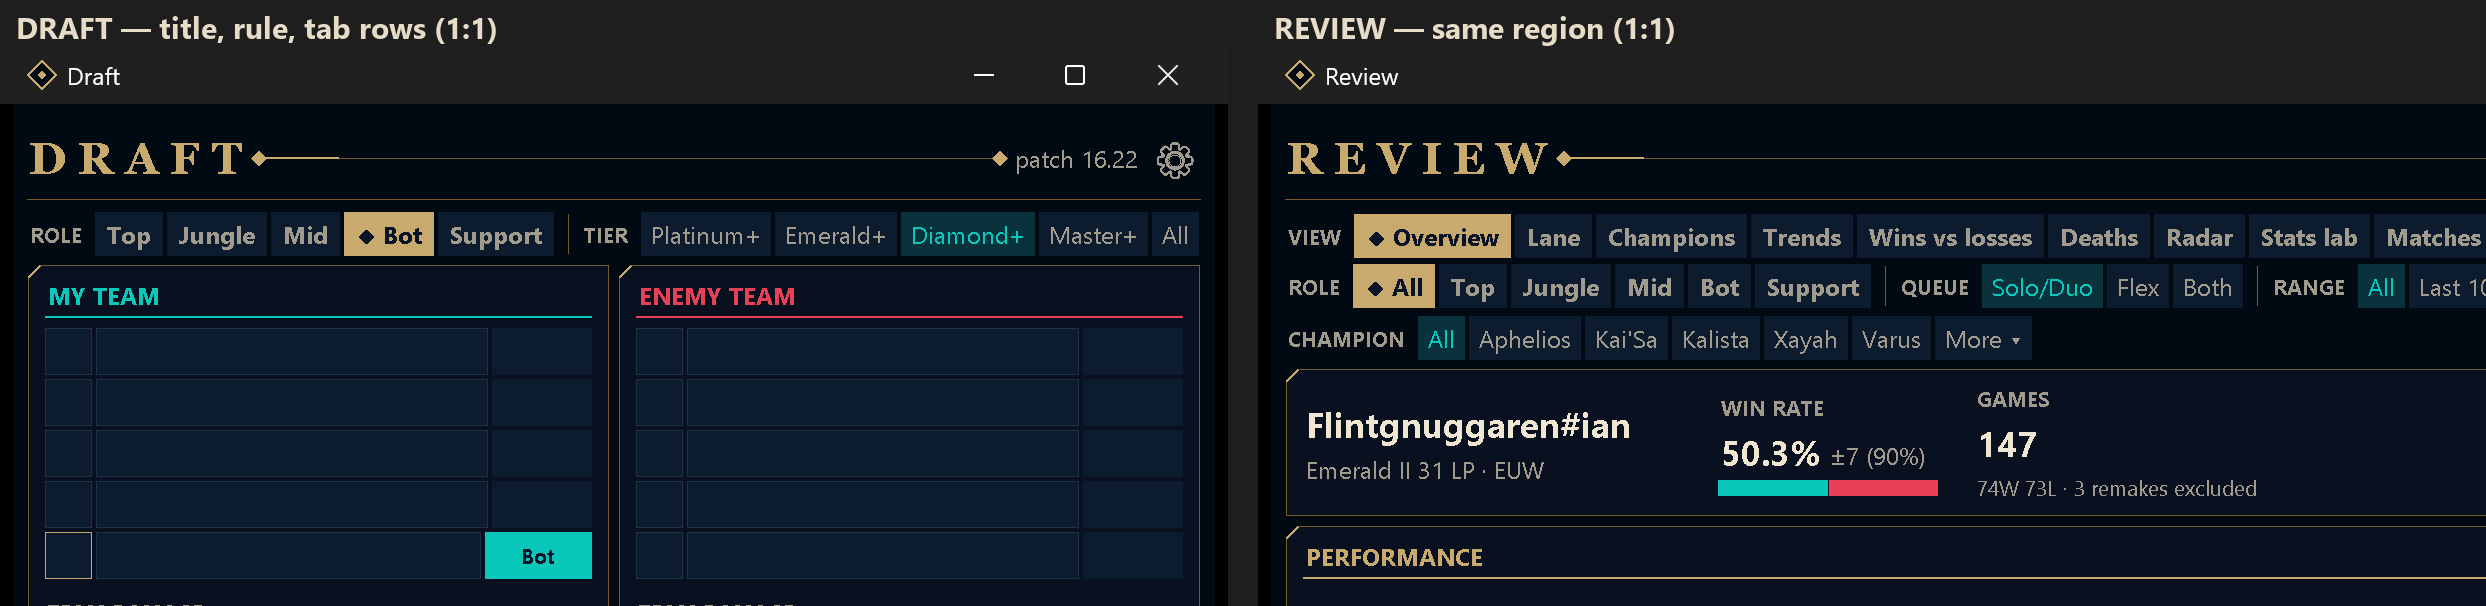 DRAFT — title, rule, tab rows (1:1)
Draft
DRAFT patch 16.22
ROLE Top Jungle Mid ◆ Bot Support TIER Platinum+ Emerald+ Diamond+ Master+ All
MY TEAM
ENEMY TEAM
Bot
REVIEW — same region (1:1)
Review
REVIEW
VIEW ◆ Overview Lane Champions Trends Wins vs losses Deaths Radar Stats lab Matches
ROLE ◆ All Top Jungle Mid Bot Support QUEUE Solo/Duo Flex Both RANGE All Last
CHAMPION All Aphelios Kai'Sa Kalista Xayah Varus More ▾
Flintgnuggaren#ian
Emerald II 31 LP · EUW
WIN RATE
50.3% ±7 (90%)
GAMES
147
74W 73L · 3 remakes excluded
PERFORMANCE